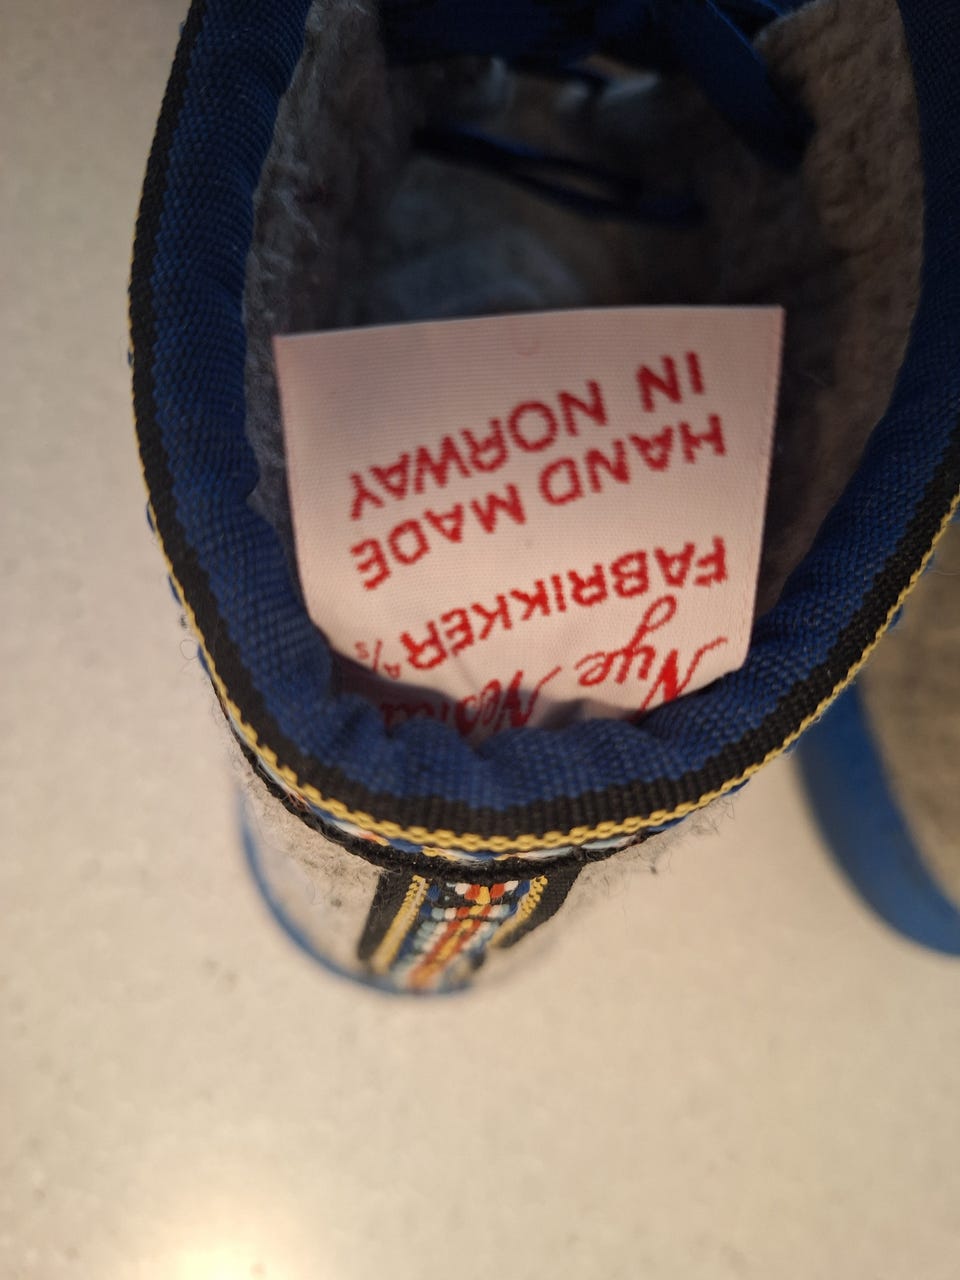 Nye
FABRIKKER A/S
HAND MADE
IN NORWAY